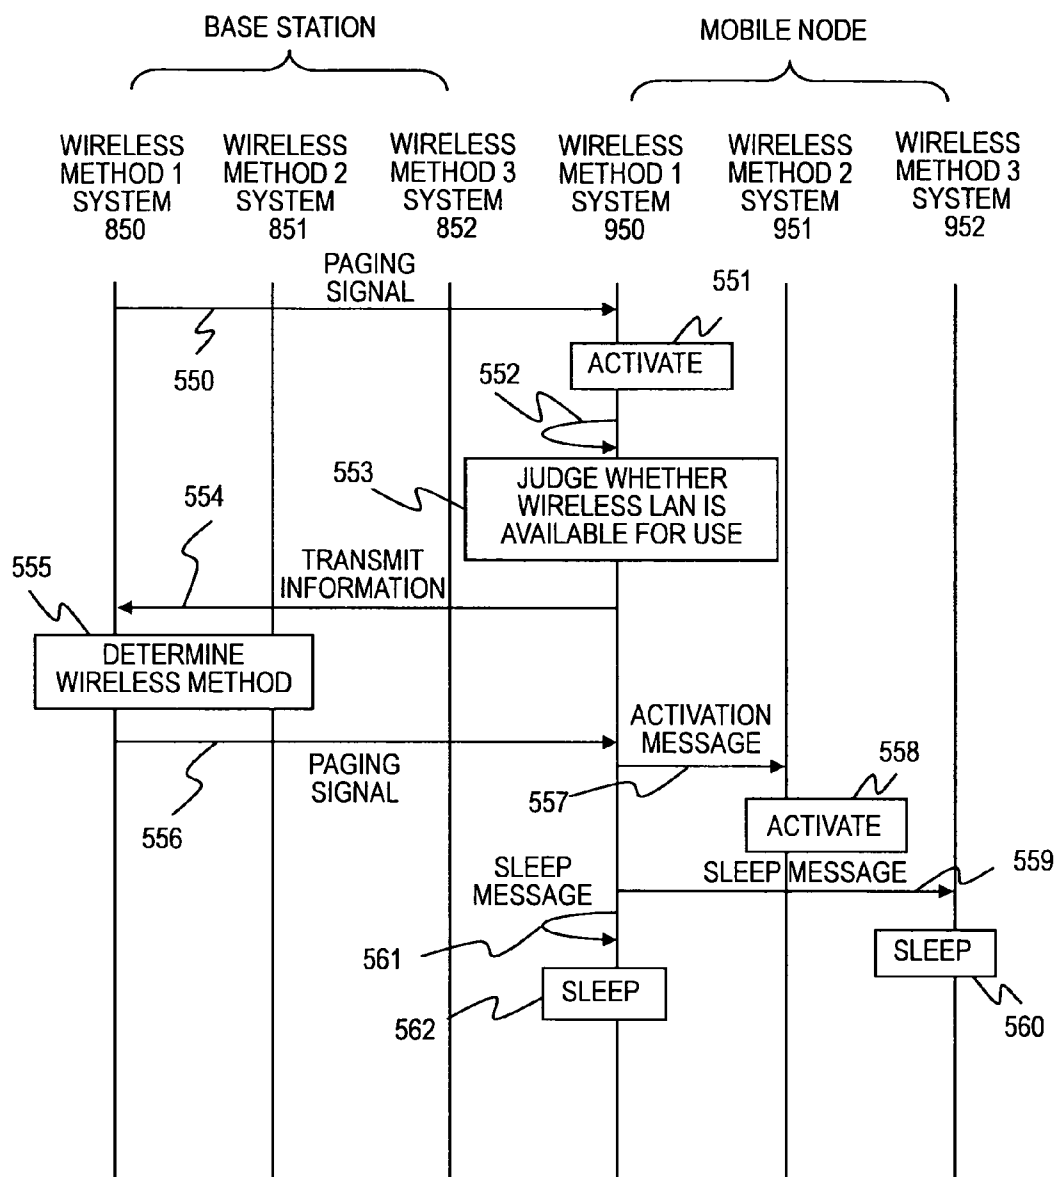 BASE STATION
MOBILE NODE
WIRELESS
METHOD 1
SYSTEM
850
WIRELESS
METHOD 2
SYSTEM
851
WIRELESS
METHOD 3
SYSTEM
852
WIRELESS
METHOD 1
SYSTEM
950
WIRELESS
METHOD 2
SYSTEM
951
WIRELESS
METHOD 3
SYSTEM
952
PAGING
SIGNAL
550
551
ACTIVATE
552
553
JUDGE WHETHER
WIRELESS LAN IS
AVAILABLE FOR USE
554
TRANSMIT
INFORMATION
555
DETERMINE
WIRELESS METHOD
556
PAGING
SIGNAL
ACTIVATION
MESSAGE
557
558
ACTIVATE
SLEEP MESSAGE
559
SLEEP
MESSAGE
561
SLEEP
560
SLEEP
562